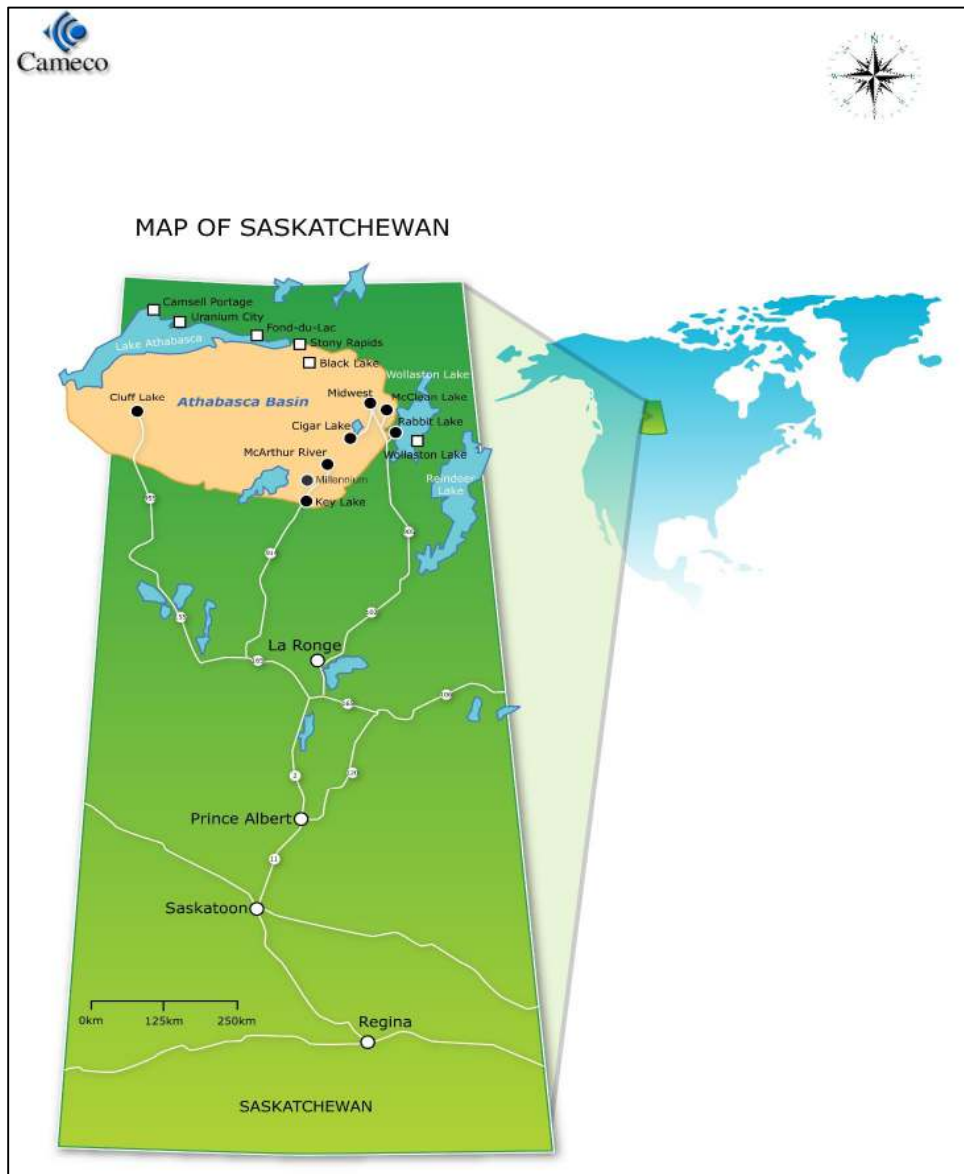 Cameco
N
W
E
S
MAP OF SASKATCHEWAN
Camsell Portage
Uranium City
Fond-du-Lac
Lake Athabasca
Stony Rapids
Black Lake
Wollaston Lake
Cluff Lake
Athabasca Basin
Midwest
McClean Lake
Cigar Lake
Rabbit Lake
Wollaston Lake
McArthur River
Millennium
Reindeer
Lake
Key Lake
La Ronge
2
Prince Albert
11
Saskatoon
0km
125km
250km
Regina
SASKATCHEWAN